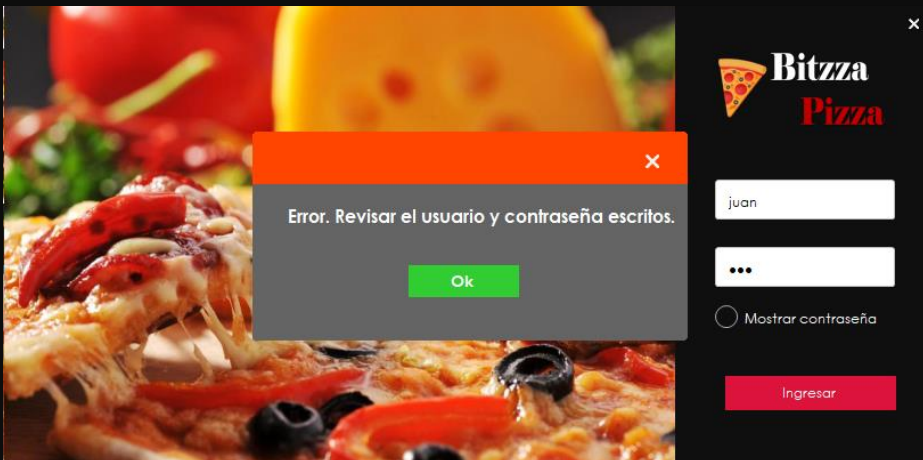 Bitzza
Pizza
Error. Revisar el usuario y contraseña escritos.
Ok
juan
•••
Mostrar contraseña
Ingresar